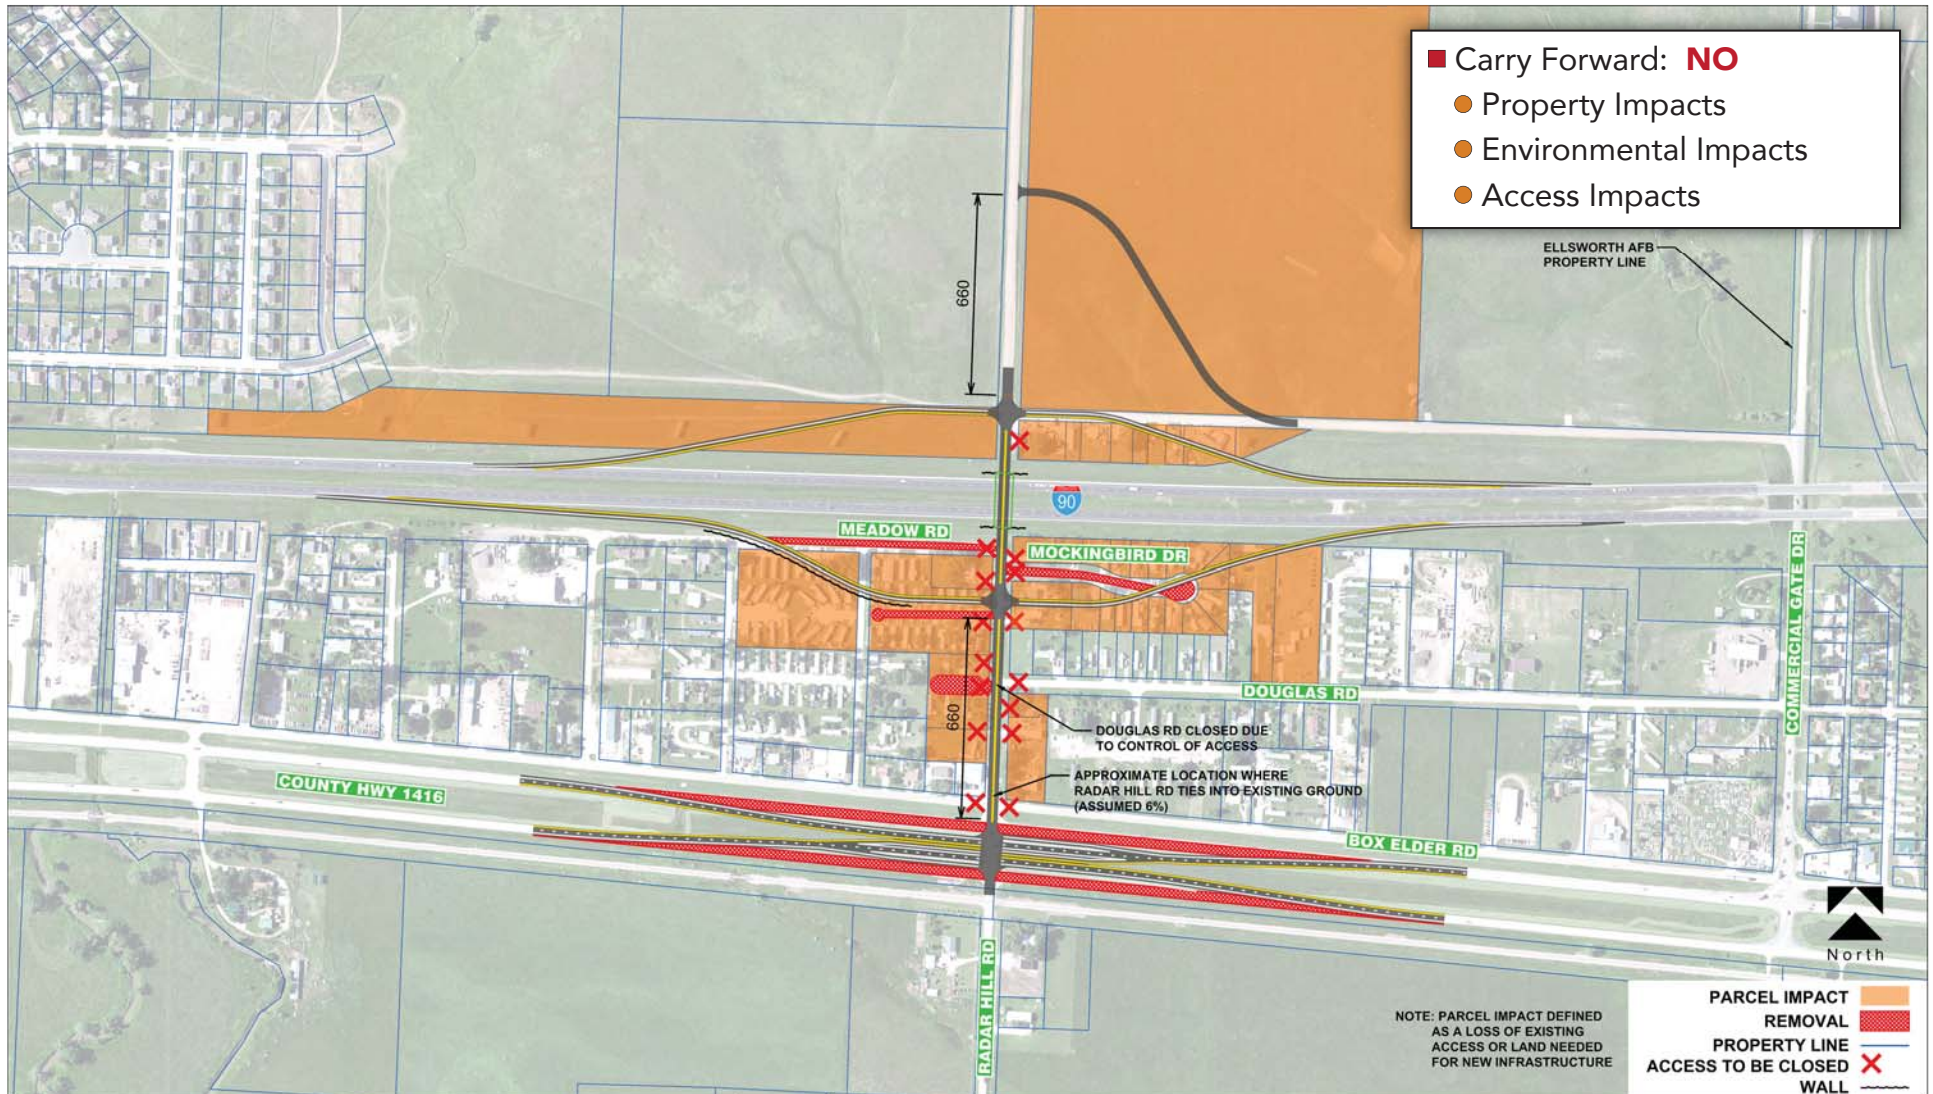 Carry Forward: NO
Property Impacts
Environmental Impacts
Access Impacts
ELLSWORTH AFB
PROPERTY LINE
660
90
MEADOW RD
MOCKINGBIRD DR
COMMERCIAL GATE DR
DOUGLAS RD
660
DOUGLAS RD CLOSED DUE
TO CONTROL OF ACCESS
APPROXIMATE LOCATION WHERE
RADAR HILL RD TIES INTO EXISTING GROUND
(ASSUMED 6%)
COUNTY HWY 1416
BOX ELDER RD
RADAR HILL RD
North
NOTE: PARCEL IMPACT DEFINED
AS A LOSS OF EXISTING
ACCESS OR LAND NEEDED
FOR NEW INFRASTRUCTURE
PARCEL IMPACT
REMOVAL
PROPERTY LINE
ACCESS TO BE CLOSED
WALL